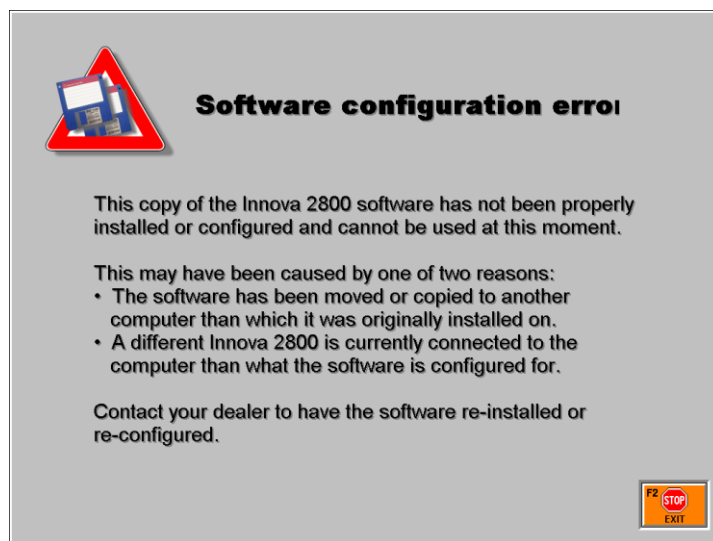 Software configuration error
This copy of the Innova 2800 software has not been properly
installed or configured and cannot be used at this moment.
This may have been caused by one of two reasons:
• The software has been moved or copied to another
computer than which it was originally installed on.
• A different Innova 2800 is currently connected to the
computer than what the software is configured for.
Contact your dealer to have the software re-installed or
re-configured.
F2
STOP
EXIT